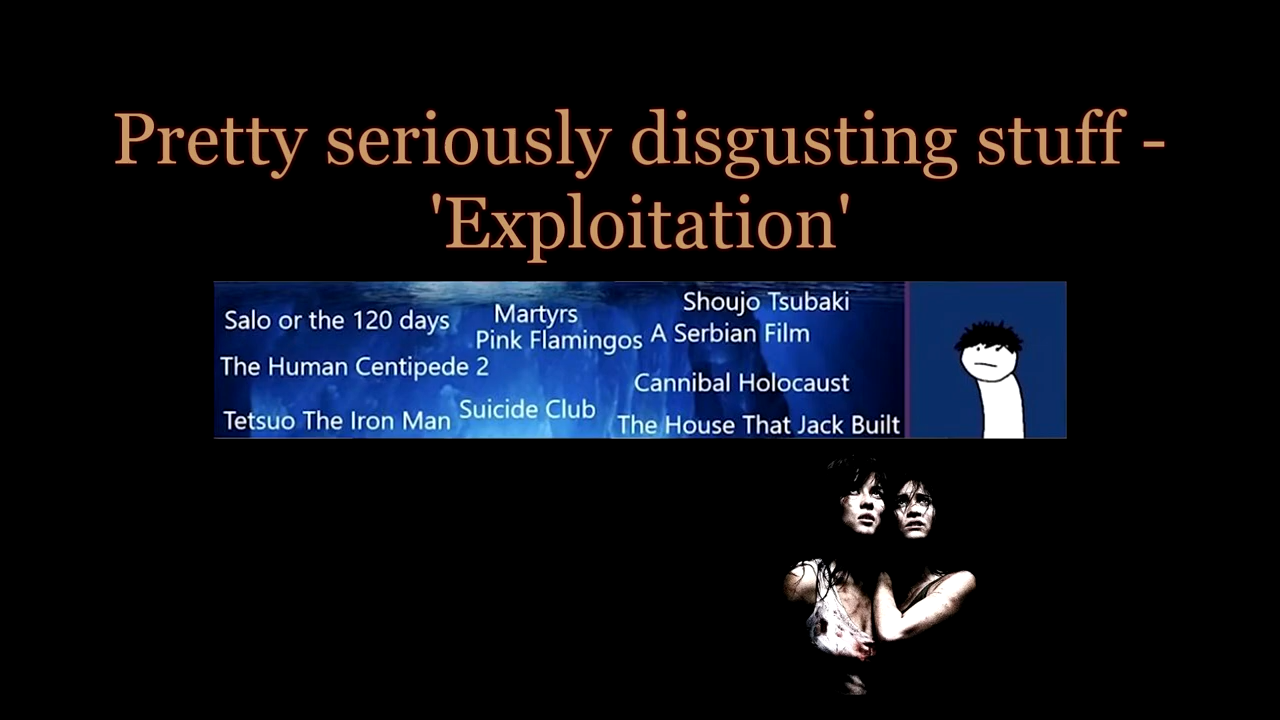 Pretty seriously disgusting stuff -
'Exploitation'
Salo or the 120 days
Martyrs
Shoujo Tsubaki
Pink Flamingos
A Serbian Film
The Human Centipede 2
Cannibal Holocaust
Tetsuo The Iron Man
Suicide Club
The House That Jack Built